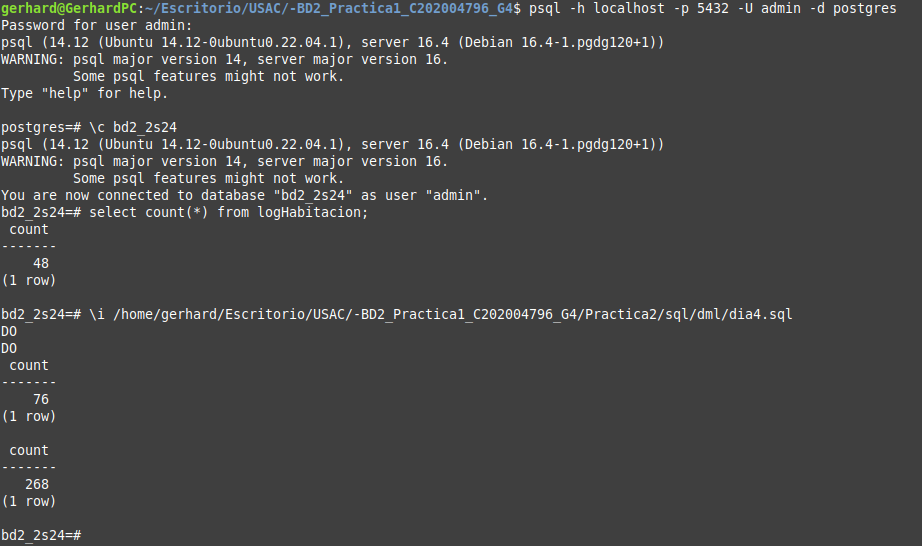 gerhard@GerhardPC:~/Escritorio/USAC/-BD2_Practica1_C202004796_G4$ psql -h localhost -p 5432 -U admin -d postgres
Password for user admin:
psql (14.12 (Ubuntu 14.12-0ubuntu0.22.04.1), server 16.4 (Debian 16.4-1.pgdg120+1))
WARNING: psql major version 14, server major version 16.
         Some psql features might not work.
Type "help" for help.

postgres=# \c bd2_2s24
psql (14.12 (Ubuntu 14.12-0ubuntu0.22.04.1), server 16.4 (Debian 16.4-1.pgdg120+1))
WARNING: psql major version 14, server major version 16.
         Some psql features might not work.
You are now connected to database "bd2_2s24" as user "admin".
bd2_2s24=# select count(*) from logHabitacion;
 count
-------
    48
(1 row)

bd2_2s24=# \i /home/gerhard/Escritorio/USAC/-BD2_Practica1_C202004796_G4/Practica2/sql/dml/dia4.sql
DO
DO
 count
-------
    76
(1 row)

 count
-------
   268
(1 row)

bd2_2s24=#